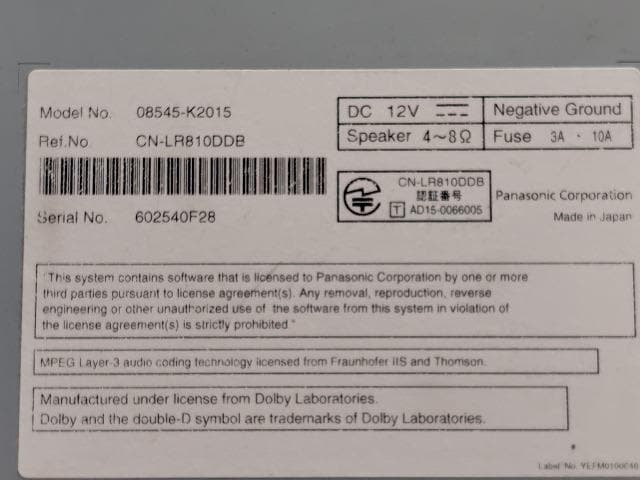 Model No. 08545-K2015
Ref.No. CN-LR810DDB
Serial No. 602540F28
DC 12V Negative Ground
Speaker 4～8Ω Fuse 3A · 10A
CN-LR810DDB
認証番号
T AD15-0066005
Panasonic Corporation
Made in Japan
"This system contains software that is licensed to Panasonic Corporation by one or more
third parties pursuant to license agreement(s). Any removal, reproduction, reverse
engineering or other unauthorized use of the software from this system in violation of
the license agreement(s) is strictly prohibited."
MPEG Layer-3 audio coding technology licensed from Fraunhofer IIS and Thomson.
Manufactured under license from Dolby Laboratories.
Dolby and the double-D symbol are trademarks of Dolby Laboratories.
Label No.